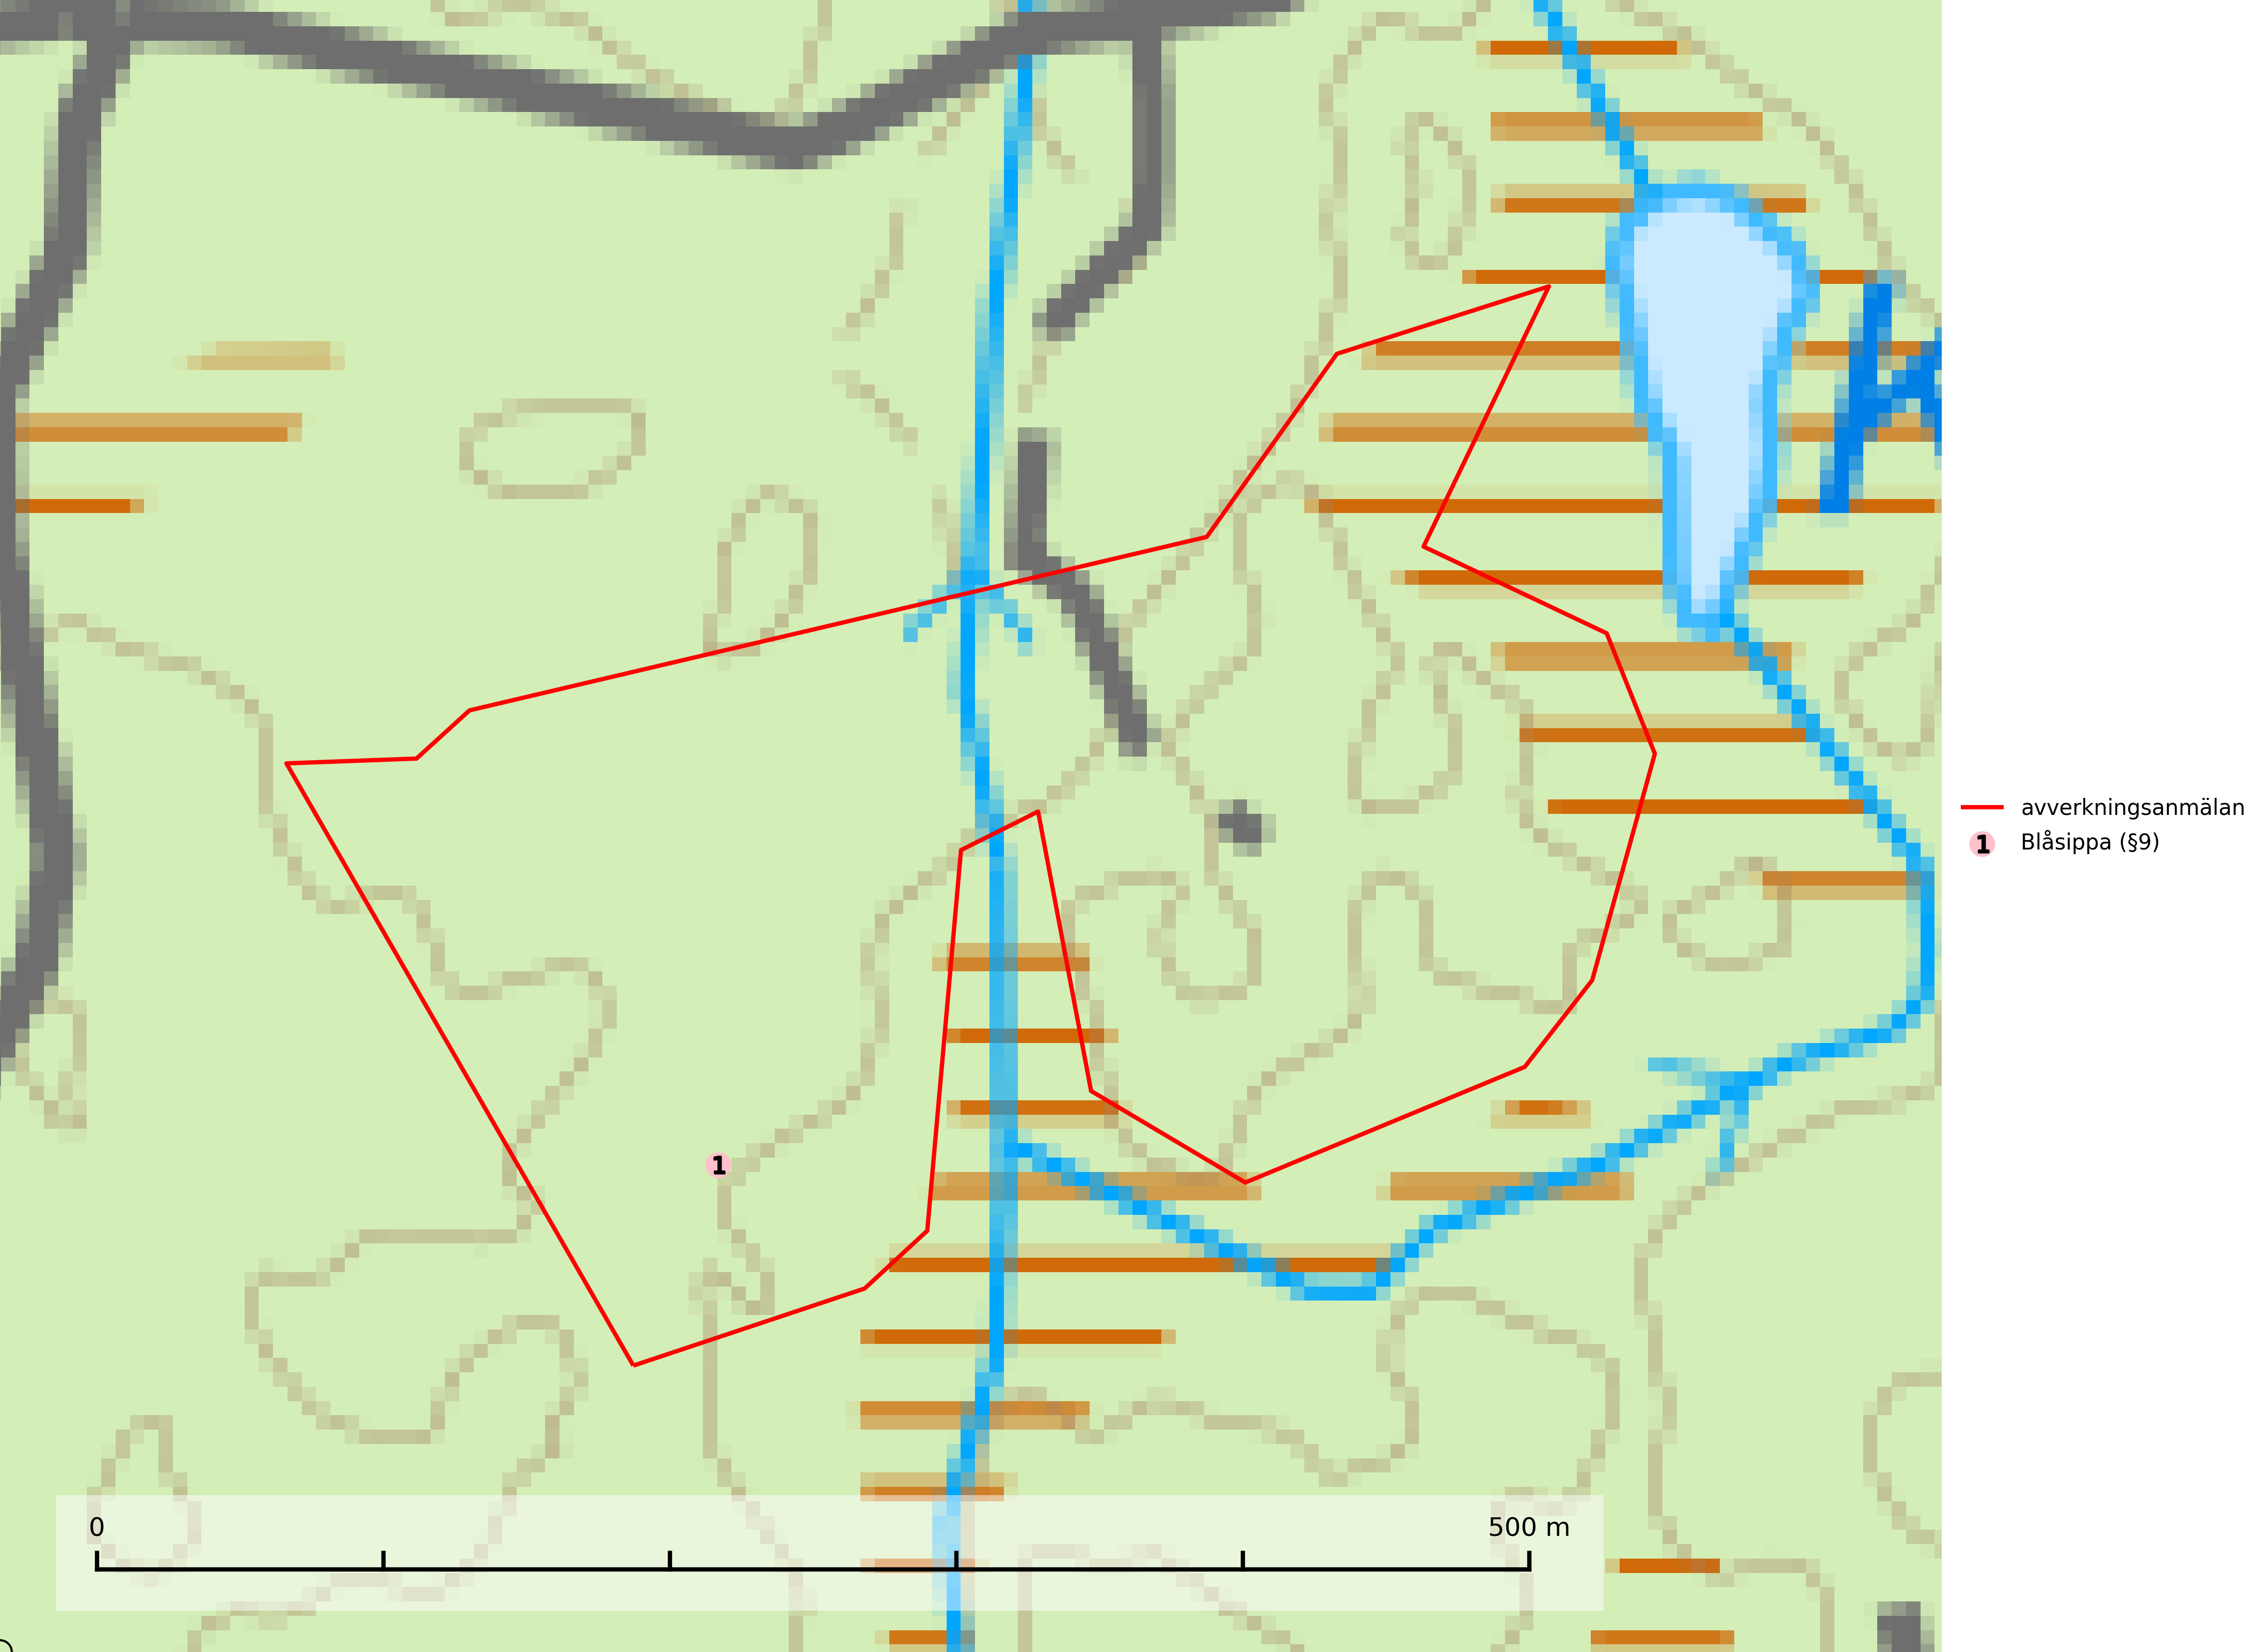 avverkningsanmälan
1 Blåsippa (§9)
1
0 500 m